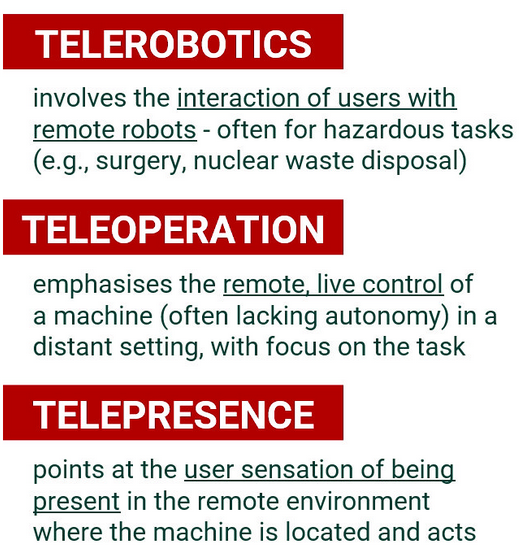 TELEROBOTICS
involves the interaction of users with
remote robots - often for hazardous tasks
(e.g., surgery, nuclear waste disposal)
TELEOPERATION
emphasises the remote, live control of
a machine (often lacking autonomy) in a
distant setting, with focus on the task
TELEPRESENCE
points at the user sensation of being
present in the remote environment
where the machine is located and acts